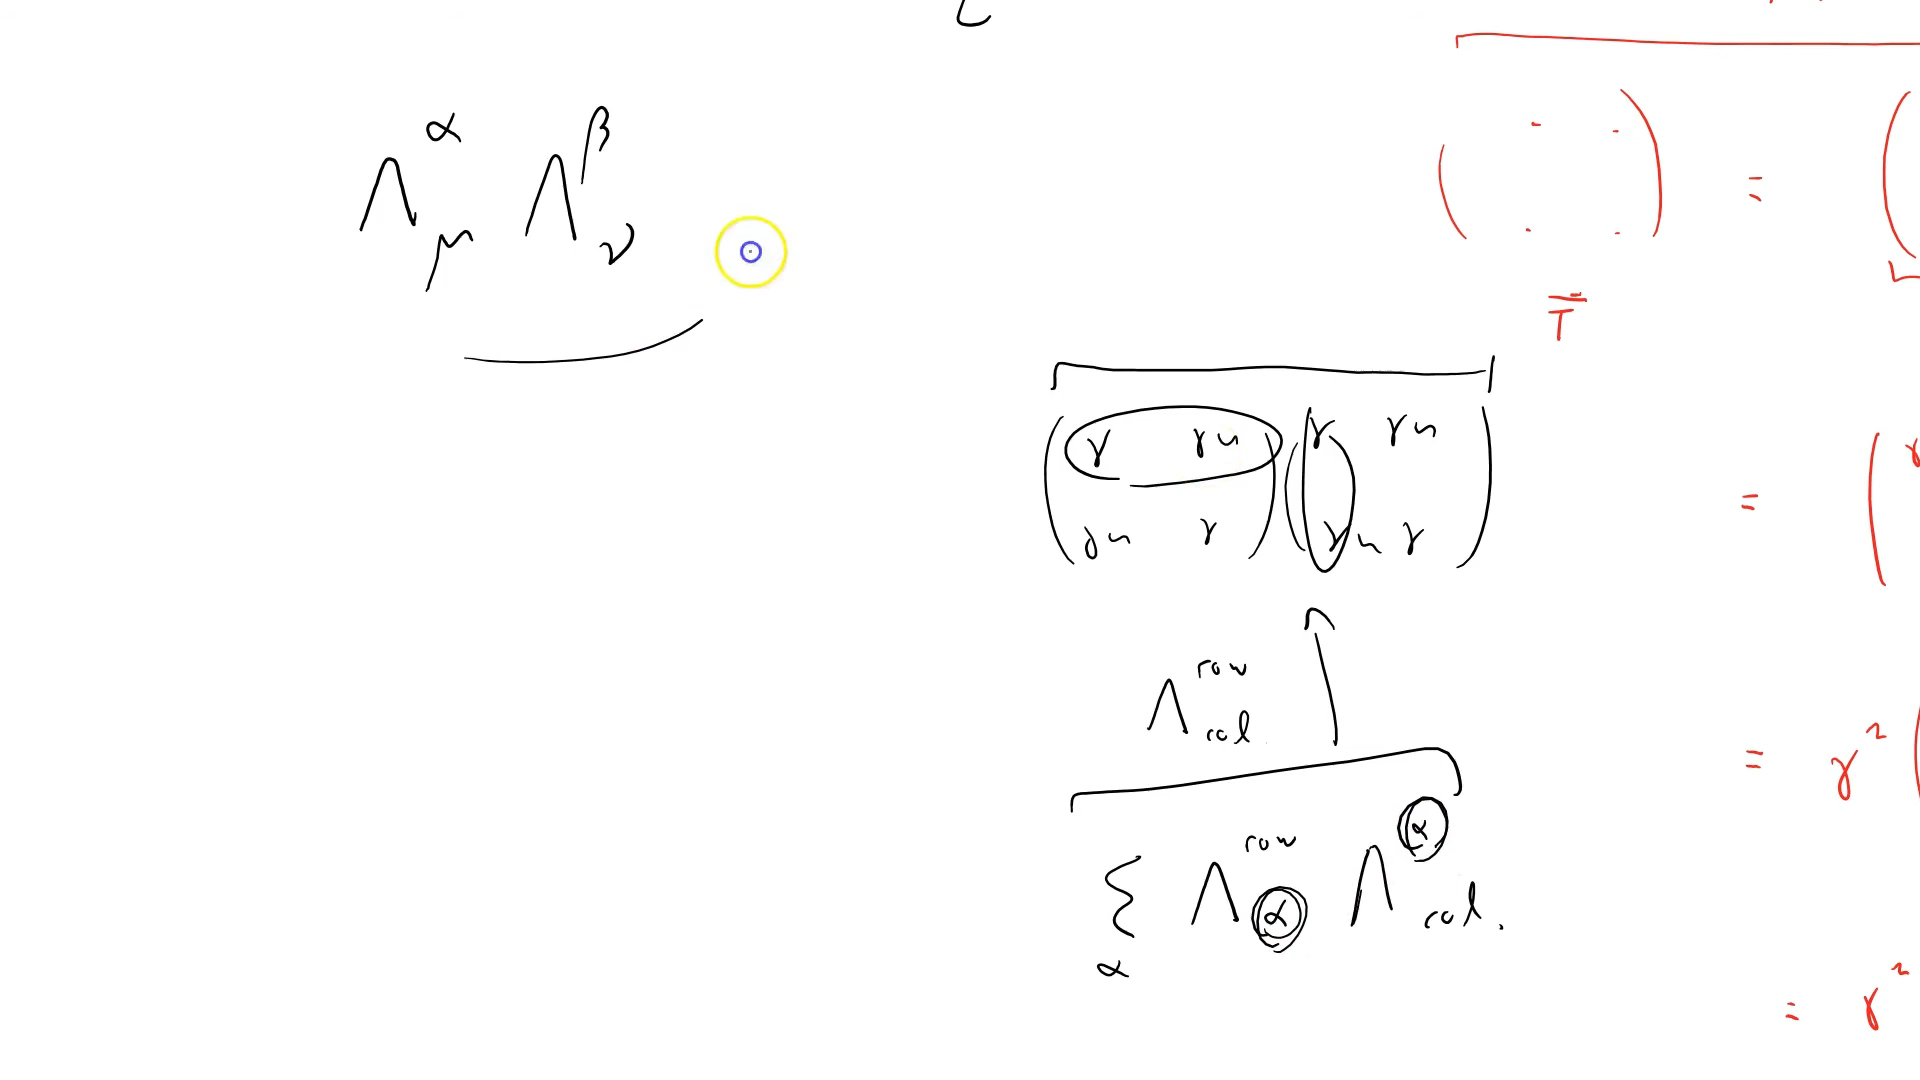 Λ^α_μ Λ^β_ν
( ) = (
T
( γ γu ) ( γ γu )
( γu γ ) ( γu γ )
= ( γ
Λ^row_col
= γ² (
Σ_α Λ^row_α Λ^α_col.
= γ²